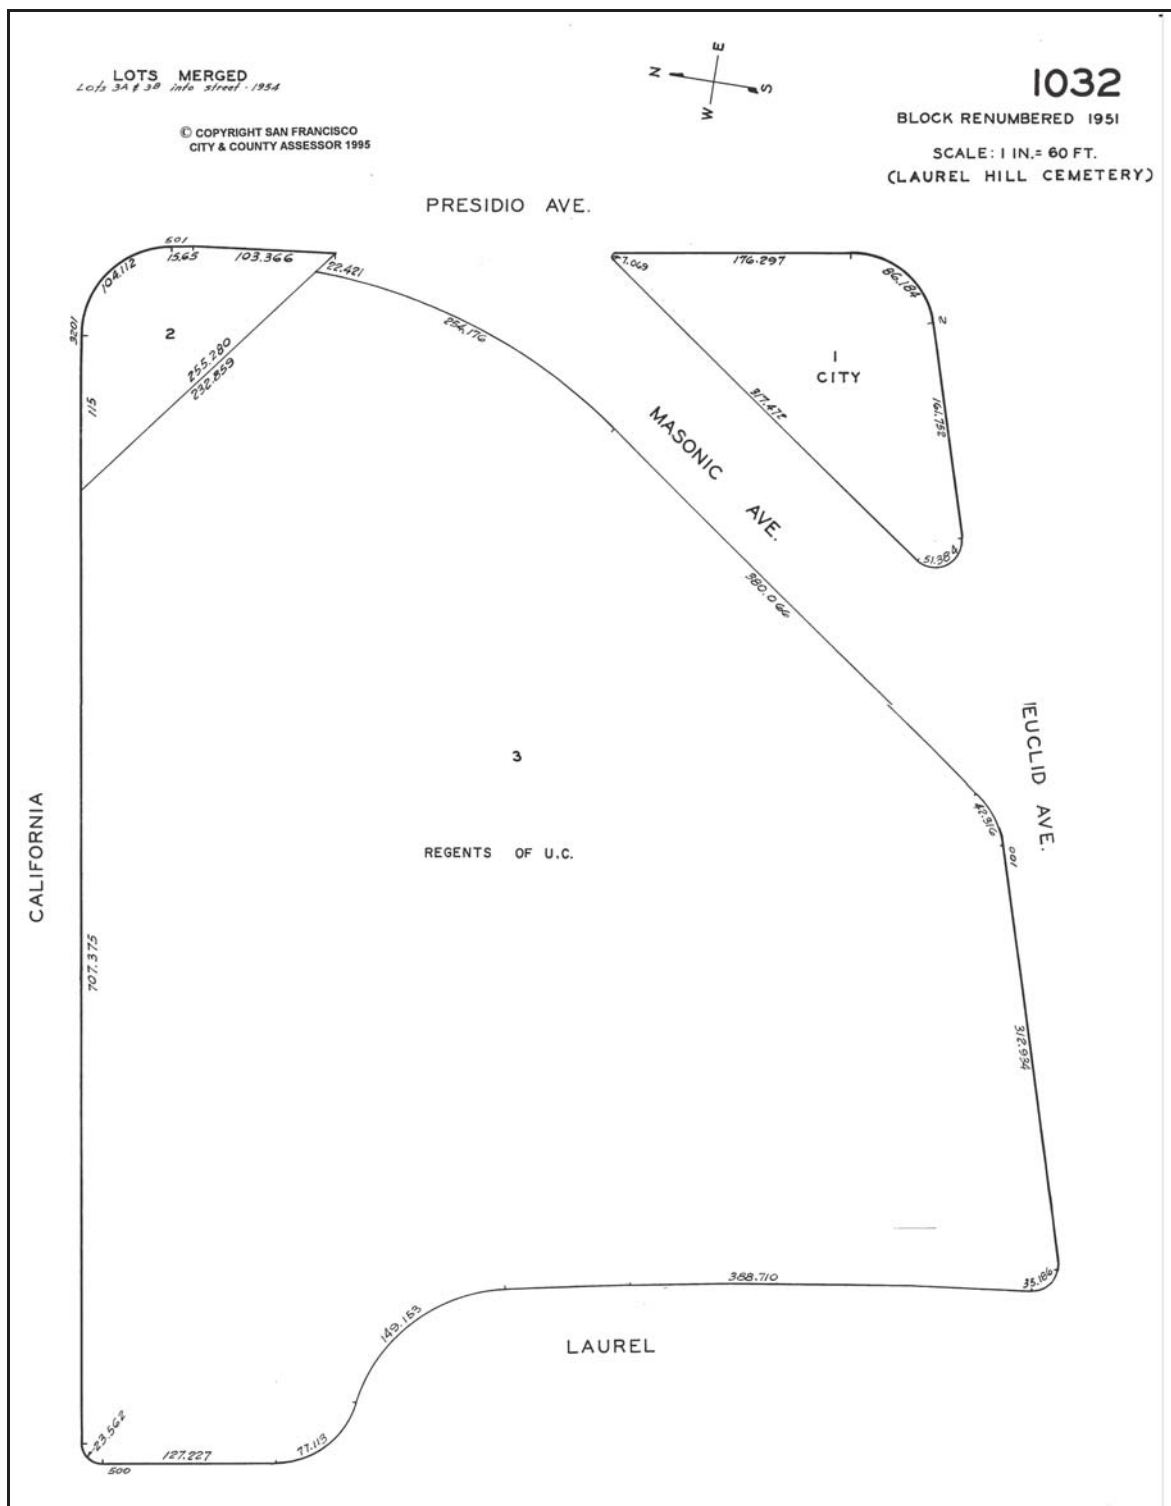 LOTS MERGED
Lots 3A & 3B into street - 1954
© COPYRIGHT SAN FRANCISCO
CITY & COUNTY ASSESSOR 1995
N
E
S
W
1032
BLOCK RENUMBERED 1951
SCALE: 1 IN.= 60 FT.
(LAUREL HILL CEMETERY)
PRESIDIO AVE.
501
15.65
103.366
104.112
22.421
3201
2
255.280
232.859
115
254.176
7.069
176.297
86.184
2
1
CITY
317.472
161.752
51.384
MASONIC AVE.
380.066
3
REGENTS OF U.C.
EUCLID AVE.
42.316
001
CALIFORNIA
707.375
312.934
388.710
35.186
149.153
LAUREL
23.562
127.227
77.113
500